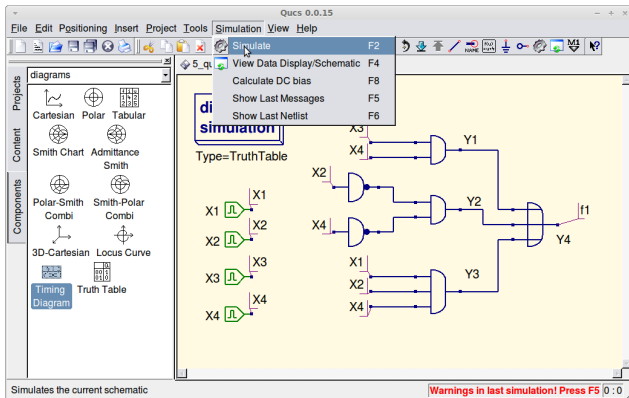 Qucs 0.0.15
File Edit Positioning Insert Project Tools Simulation View Help
Simulate F2
View Data Display/Schematic F4
Calculate DC bias F8
Show Last Messages F5
Show Last Netlist F6
NAME
Projects
Content
Components
diagrams
Cartesian Polar Tabular
Smith Chart Admittance
Smith
Polar-Smith Smith-Polar
Combi Combi
3D-Cartesian Locus Curve
Timing Truth Table
Diagram
simulation
Type=TruthTable
X1
X1
X2
X2
X3
X3
X4
X4
X3
X4
Y1
X2
X4
Y2
X1
X2
X4
Y3
f1
Y4
Simulates the current schematic
Warnings in last simulation! Press F5 0 : 0